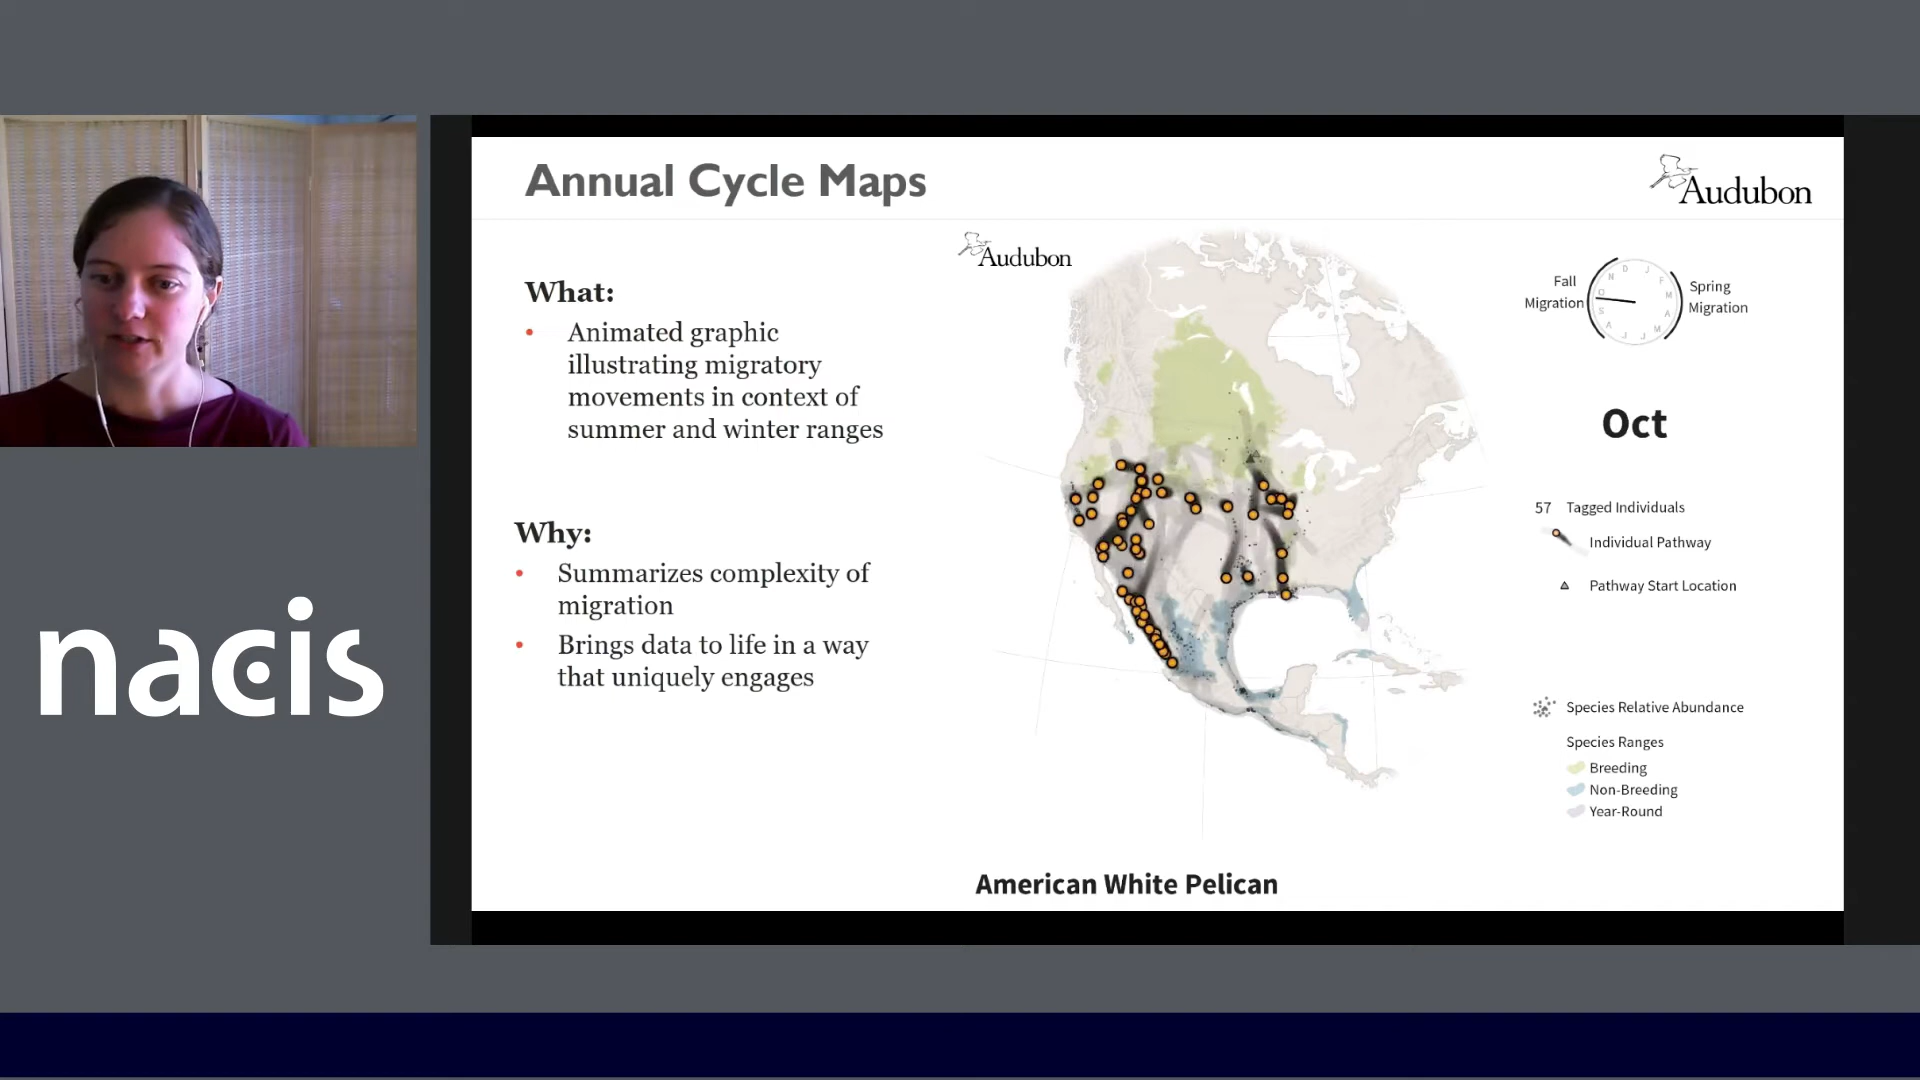 Annual Cycle Maps
Audubon
What:
• Animated graphic
illustrating migratory
movements in context of
summer and winter ranges
Why:
• Summarizes complexity of
migration
• Brings data to life in a way
that uniquely engages
Audubon
Fall
Migration
J
F
M
A
M
J
J
A
S
O
N
D
Spring
Migration
Oct
57 Tagged Individuals
Individual Pathway
Pathway Start Location
Species Relative Abundance
Species Ranges
Breeding
Non-Breeding
Year-Round
American White Pelican
nacis